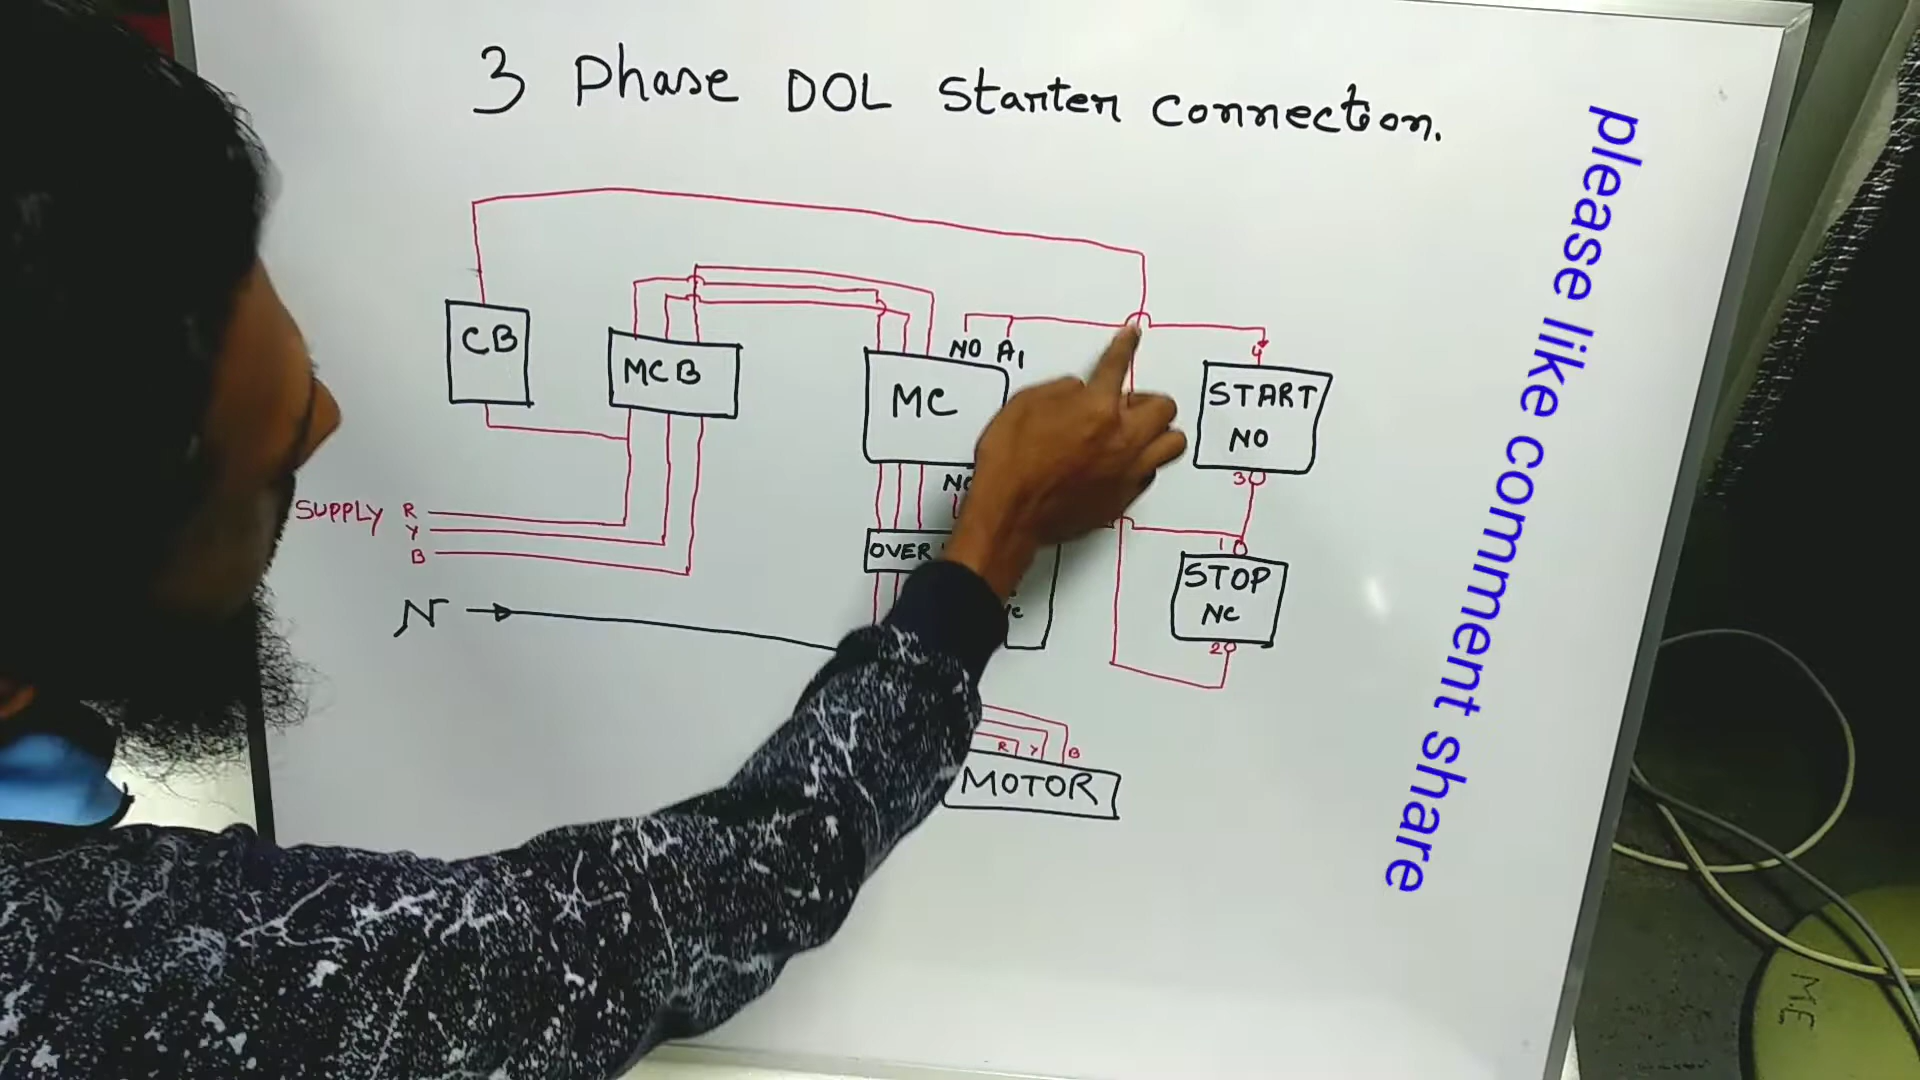 3 Phase DOL Starter Connection.
please like comment share
CB
MCB
NO A1
MC
4
START
NO
3
SUPPLY R
Y
B
N
OVER
1
STOP
NC
2
R Y B
MOTOR
M.E